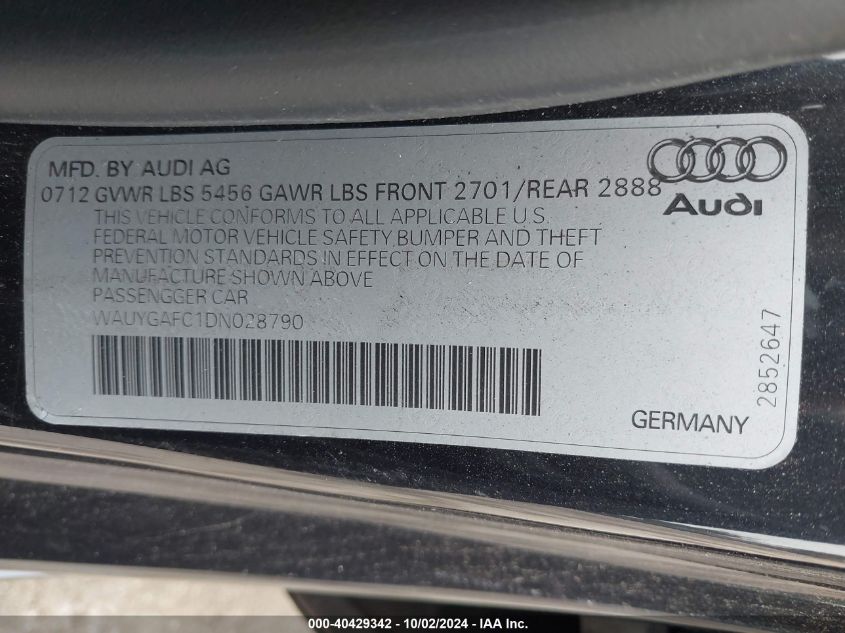 MFD. BY AUDI AG
0712 GVWR LBS 5456 GAWR LBS FRONT 2701/REAR 2888
Audi
THIS VEHICLE CONFORMS TO ALL APPLICABLE U.S.
FEDERAL MOTOR VEHICLE SAFETY,BUMPER AND THEFT
PREVENTION STANDARDS IN EFFECT ON THE DATE OF
MANUFACTURE SHOWN ABOVE
PASSENGGER CAR
WAUYGAFC1DN028790
2852647
GERMANY
000-40429342 - 10/02/2024 - IAA Inc.